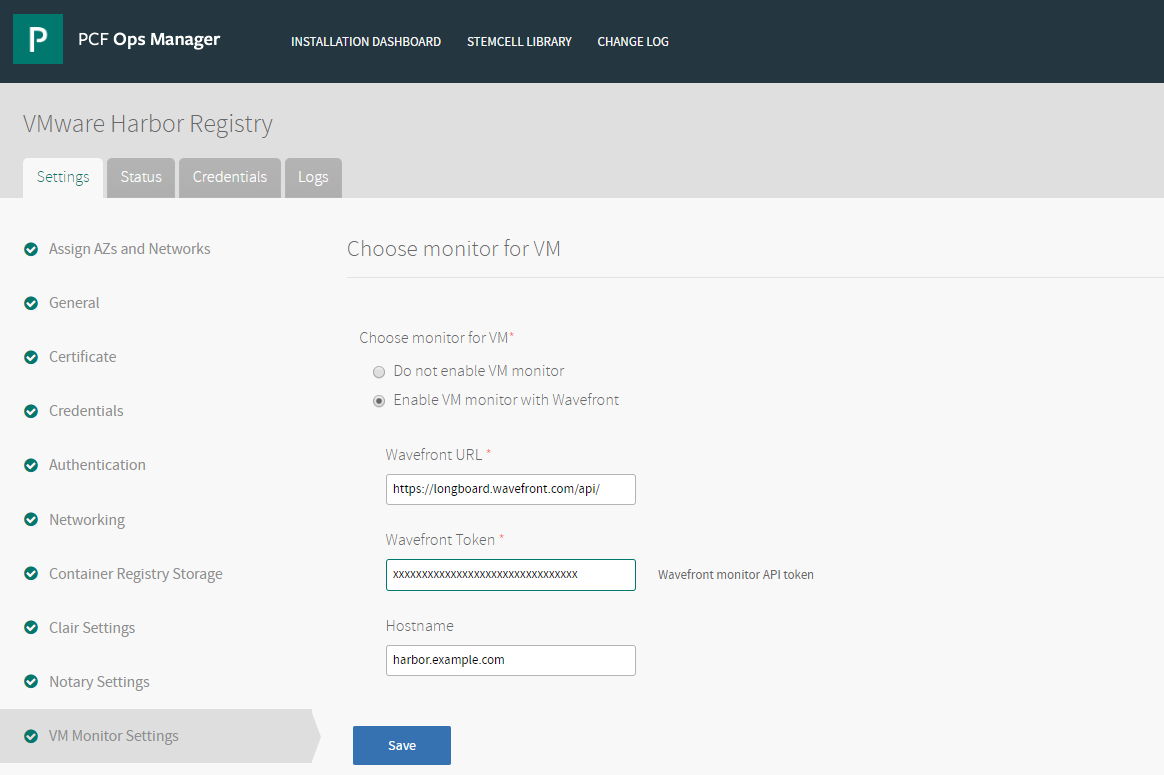 P
PCF Ops Manager
INSTALLATION DASHBOARD STEMCELL LIBRARY CHANGE LOG
VMware Harbor Registry
Settings Status Credentials Logs
Assign AZs and Networks
General
Certificate
Credentials
Authentication
Networking
Container Registry Storage
Clair Settings
Notary Settings
VM Monitor Settings
Choose monitor for VM
Choose monitor for VM*
Do not enable VM monitor
Enable VM monitor with Wavefront
Wavefront URL *
https://longboard.wavefront.com/api/
Wavefront Token *
xxxxxxxxxxxxxxxxxxxxxxxxxxxxxxxx
Wavefront monitor API token
Hostname
harbor.example.com
Save